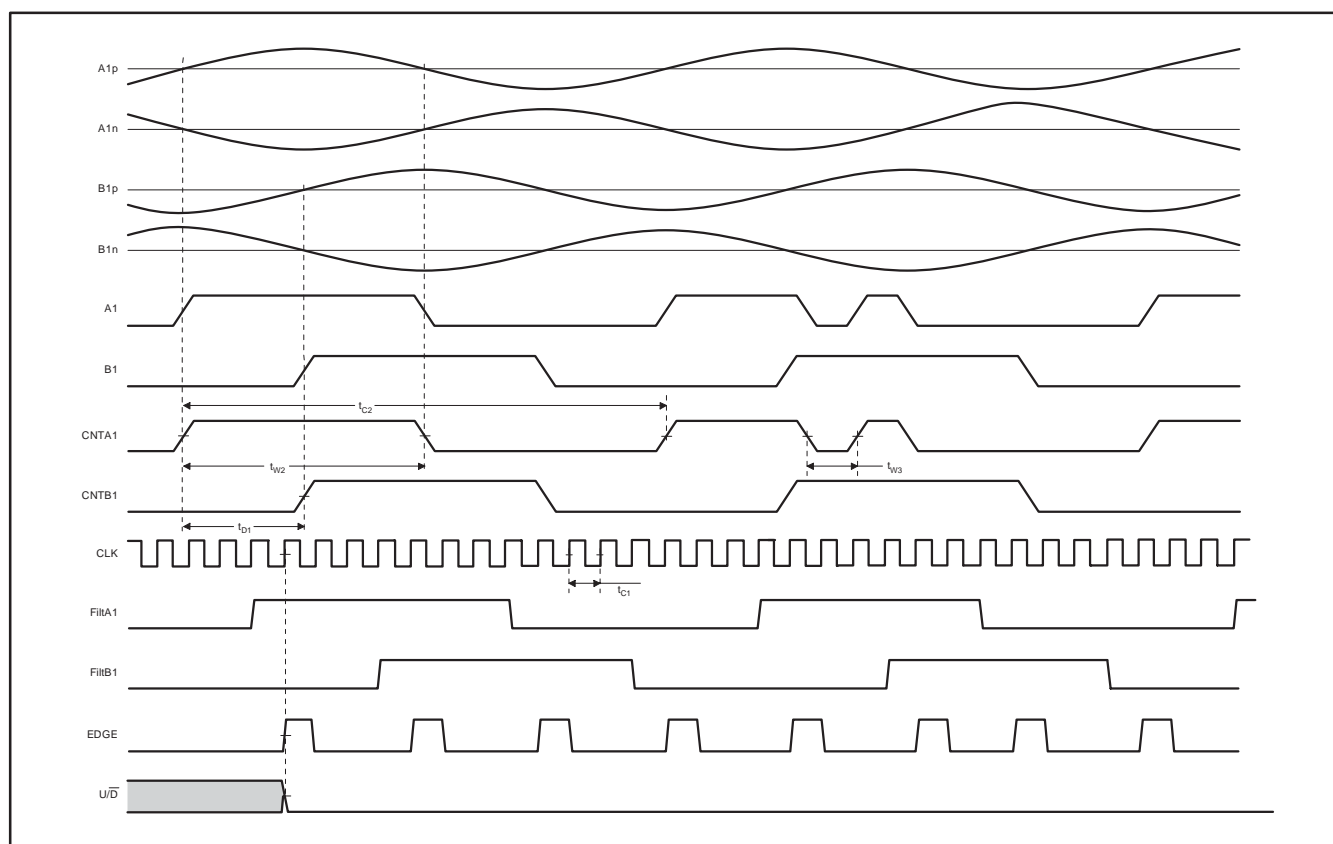 A1p
A1n
B1p
B1n
A1
B1
tC2
CNTA1
tW2
tW3
CNTB1
tD1
CLK
tC1
FiltA1
FiltB1
EDGE
U/D̅